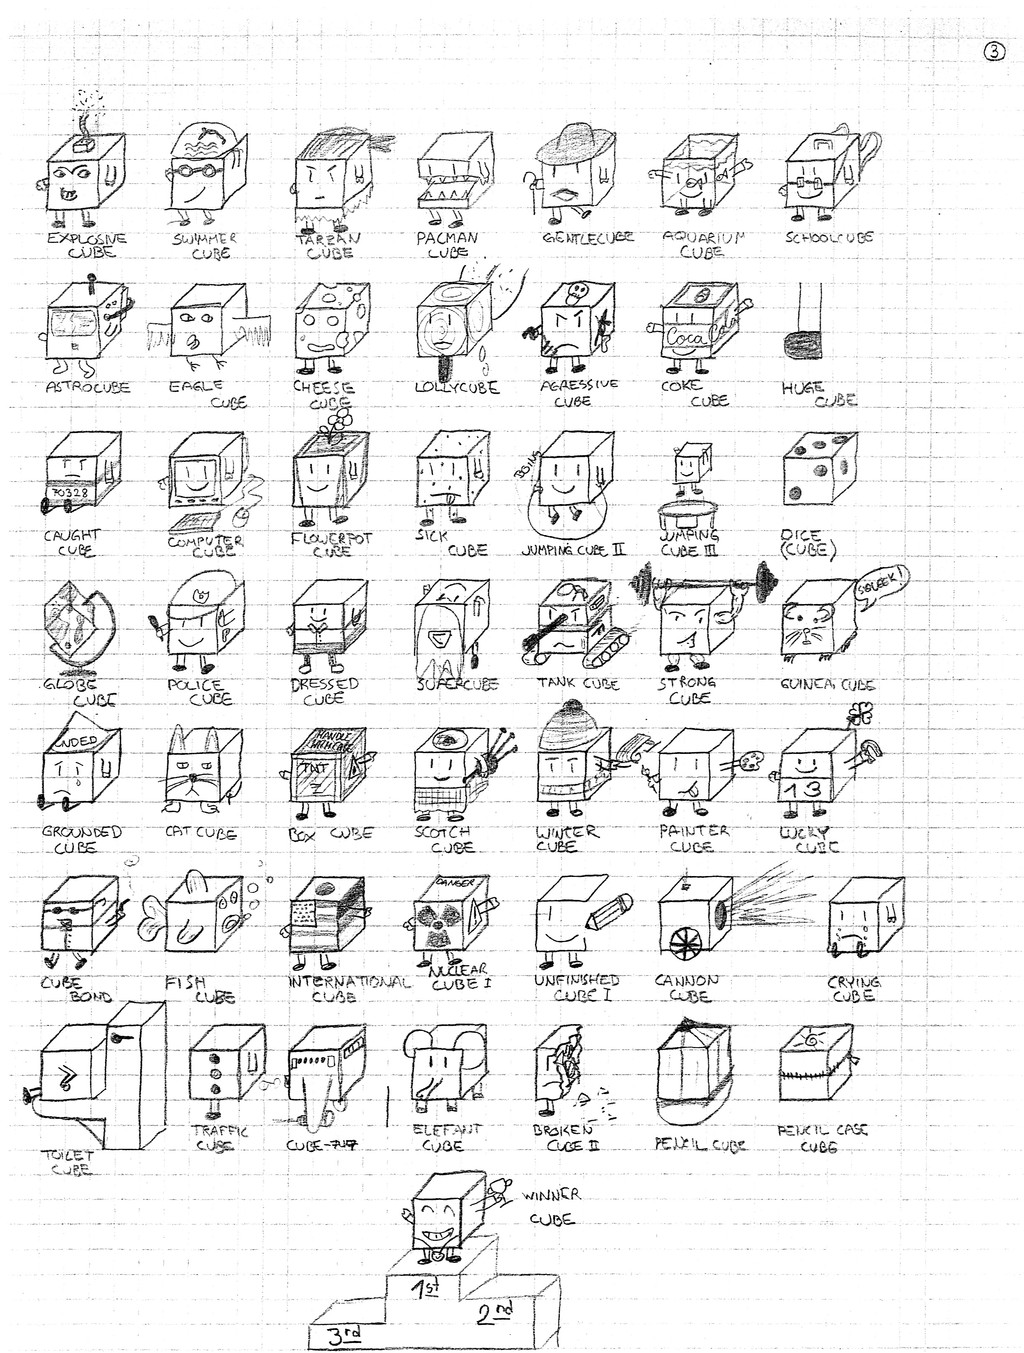 3
EXPLOSIVE
CUBE
SWIMMER
CUBE
TARZAN
CUBE
PACMAN
CUBE
GENTLECUBE
AQUARIUM
CUBE
SCHOOLCUBE
ASTROCUBE
EAGLE
CUBE
CHEESE
CUBE
LOLLYCUBE
AGRESSIVE
CUBE
Coca Cola
COKE
CUBE
HUGE
CUBE
70328
CAUGHT
CUBE
COMPUTER
CUBE
FLOWERPOT
CUBE
SICK
CUBE
BOING
JUMPING CUBE II
JUMPING
CUBE III
DICE
(CUBE)
GLOBE
CUBE
POLICE
CUBE
DRESSED
CUBE
SUPERCUBE
TANK CUBE
STRONG
CUBE
SQUEEK!
GUINEA CUBE
UNDED
GROUNDED
CUBE
CAT CUBE
HANDLE
WITH CARE
TNT
BOX CUBE
SCOTCH
CUBE
WINTER
CUBE
PAINTER
CUBE
13
LUCKY
CUBE
CUBE
BOND
FISH
CUBE
INTERNATIONAL
CUBE
DANGER
NUCLEAR
CUBE I
UNFINISHED
CUBE I
CANNON
CUBE
CRYING
CUBE
TOILET
CUBE
TRAFFIC
CUBE
CUBE-747
ELEFANT
CUBE
BROKEN
CUBE II
PENCIL CUBE
PENCIL CASE
CUBE
WINNER
CUBE
1st
2nd
3rd